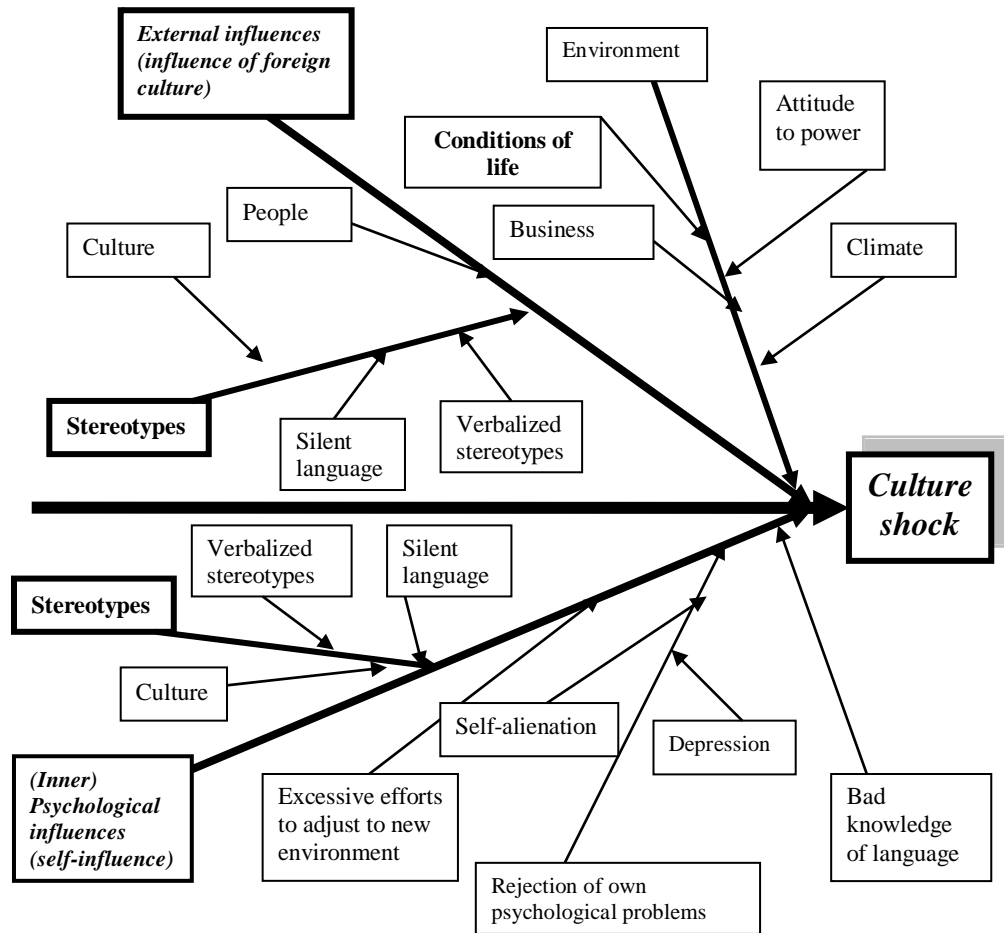 External influences
(influence of foreign
culture)
Environment
Attitude
to power
Conditions of
life
People
Business
Culture
Climate
Stereotypes
Silent
language
Verbalized
stereotypes
Culture
shock
Verbalized
stereotypes
Silent
language
Stereotypes
Culture
Self-alienation
Depression
(Inner)
Psychological
influences
(self-influence)
Excessive efforts
to adjust to new
environment
Bad
knowledge
of language
Rejection of own
psychological problems